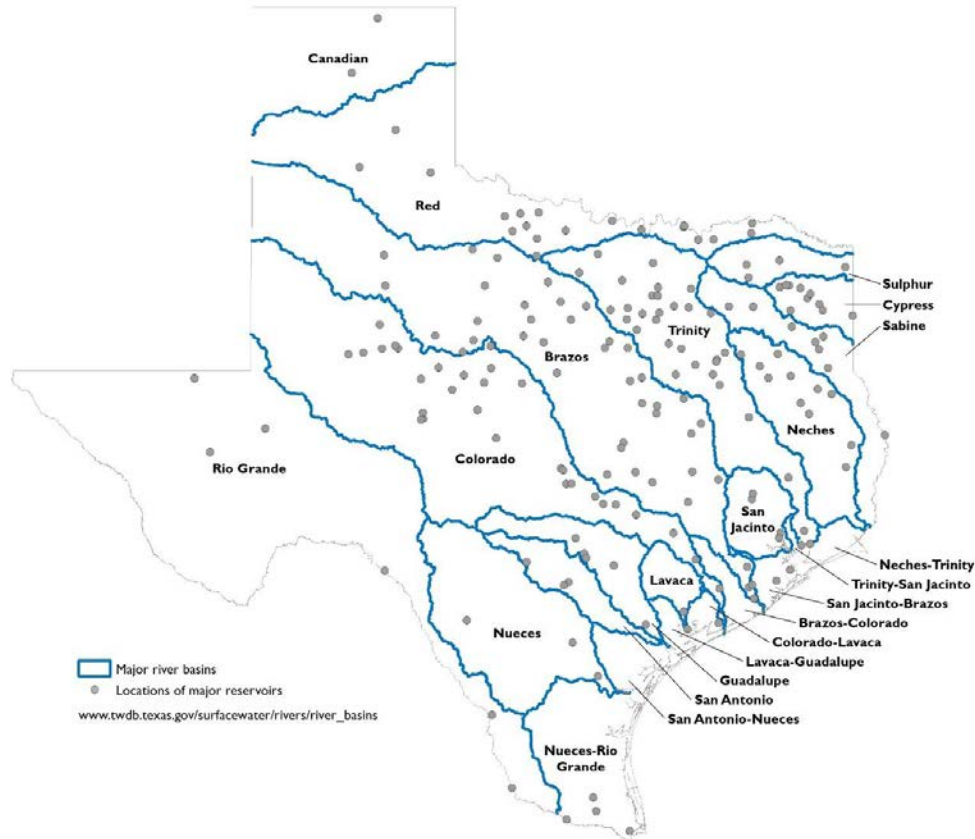 Canadian
Red
Sulphur
Cypress
Sabine
Trinity
Brazos
Neches
Colorado
Rio Grande
San
Jacinto
Neches-Trinity
Trinity-San Jacinto
Lavaca
San Jacinto-Brazos
Brazos-Colorado
Nueces
Colorado-Lavaca
Lavaca-Guadalupe
Guadalupe
San Antonio
San Antonio-Nueces
Major river basins
Locations of major reservoirs
www.twdb.texas.gov/surfacewater/rivers/river_basins
Nueces-Rio
Grande